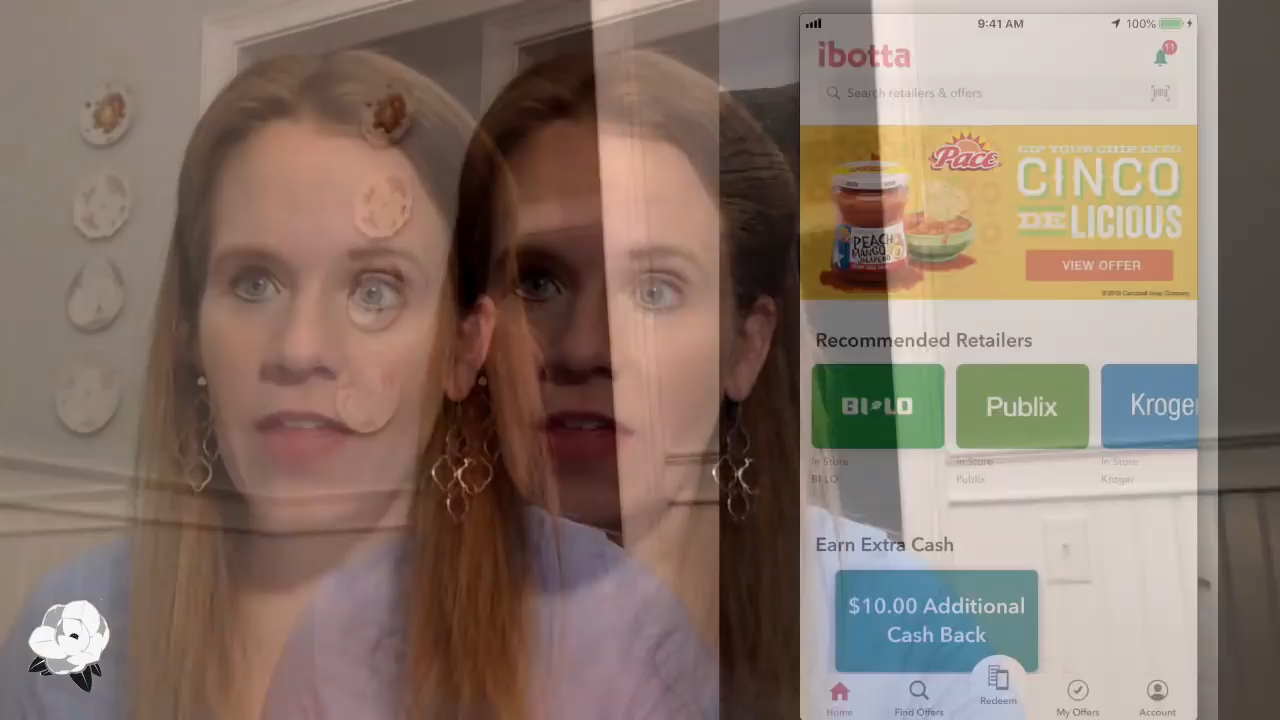 9:41 AM
100%
ibotta
11
Search retailers & offers
Pace
DIP YOUR CHIP INTO
CINCO
DE LICIOUS
PEACH
MANGO
JALAPEÑO
VIEW OFFER
Recommended Retailers
BI-LO
Publix
Kroger
In Store
In Store
In Store
BI-LO
Publix
Kroger
Earn Extra Cash
$10.00 Additional
Cash Back
Home
Find Offers
Redeem
My Offers
Account